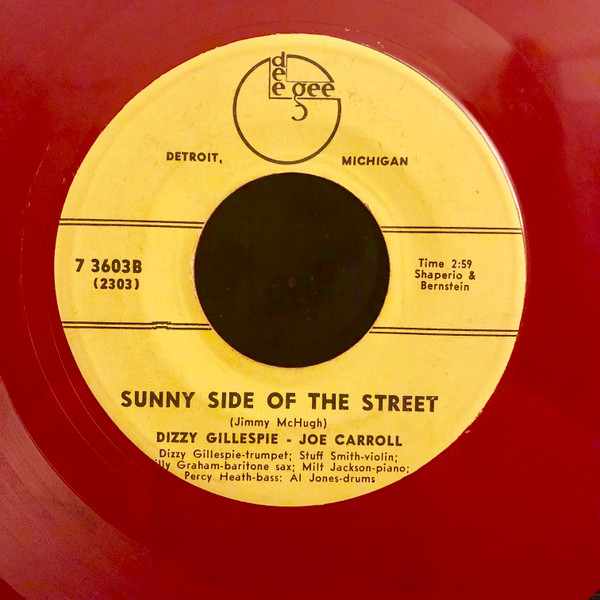 dee gee
DETROIT, MICHIGAN
7 3603B
(2303)
Time 2:59
Shaperio &
Bernstein
SUNNY SIDE OF THE STREET
(Jimmy McHugh)
DIZZY GILLESPIE - JOE CARROLL
Dizzy Gillespie-trumpet; Stuff Smith-violin;
Graham-baritone sax; Milt Jackson-piano;
Percy Heath-bass; Al Jones-drums